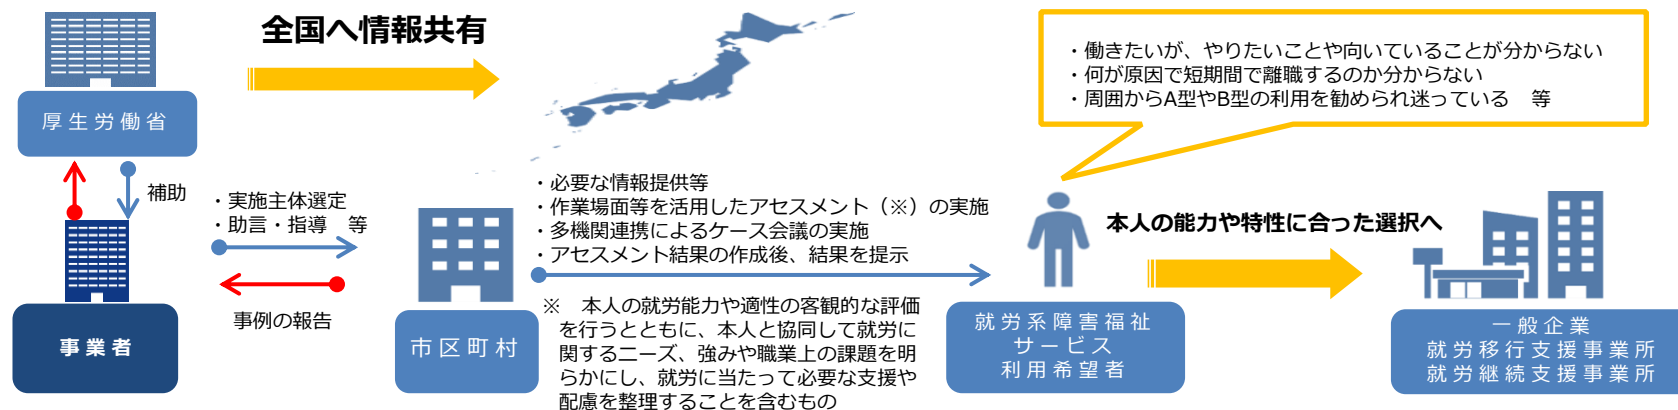 全国へ情報共有
厚生労働省
補助
・実施主体選定
・助言・指導　等
事例の報告
事業者
市区町村
・必要な情報提供等
・作業場面等を活用したアセスメント（※）の実施
・多機関連携によるケース会議の実施
・アセスメント結果の作成後、結果を提示
※　本人の就労能力や適性の客観的な評価
を行うとともに、本人と協同して就労に
関するニーズ、強みや職業上の課題を明
らかにし、就労に当たって必要な支援や
配慮を整理することを含むもの
・働きたいが、やりたいことや向いていることが分からない
・何が原因で短期間で離職するのか分からない
・周囲からA型やB型の利用を勧められ迷っている　等
就労系障害福祉
サービス
利用希望者
本人の能力や特性に合った選択へ
一般企業
就労移行支援事業所
就労継続支援事業所